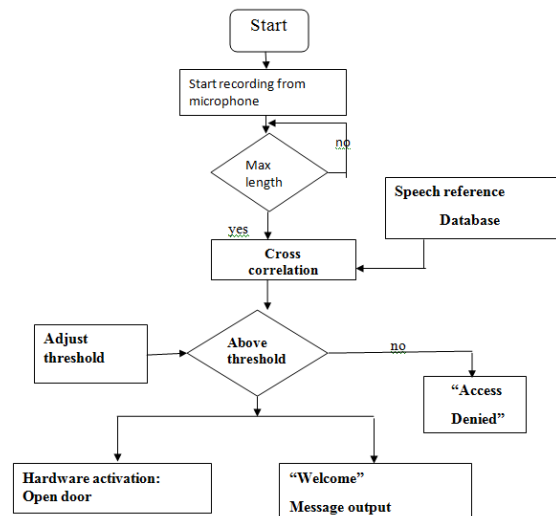 Start
Start recording from
microphone
no
Max
length
yes
Speech reference
Database
Cross
correlation
Adjust
threshold
Above
threshold
no
“Access
Denied”
Hardware activation:
Open door
“Welcome”
Message output